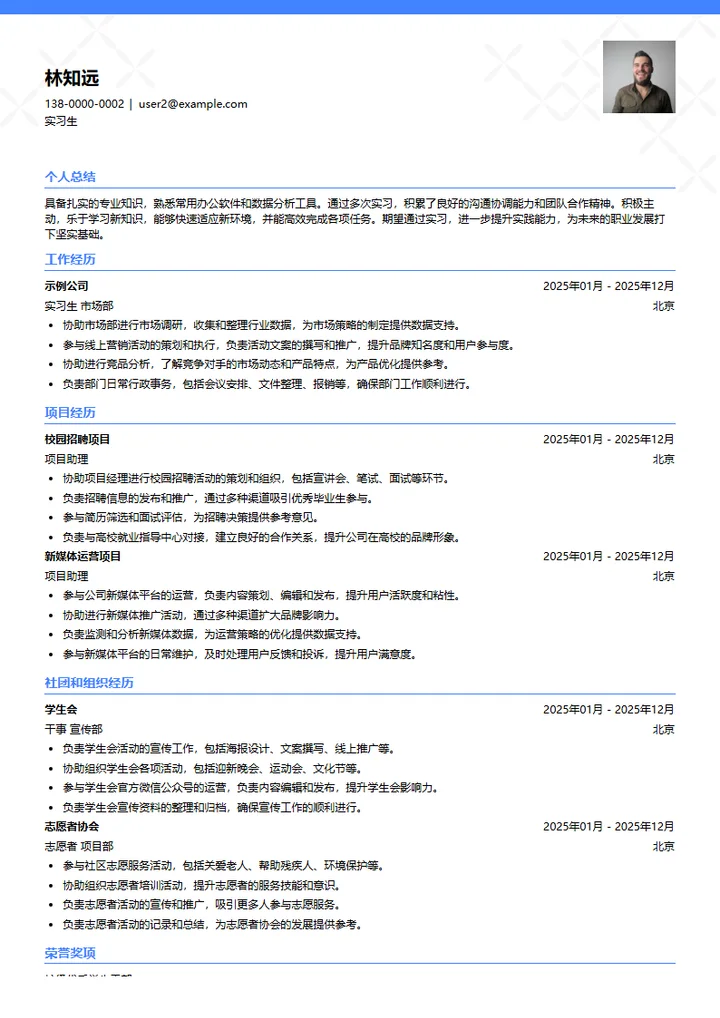 林知远
138-0000-0002 | user2@example.com
实习生
个人总结
具备扎实的专业知识，熟悉常用办公软件和数据分析工具。通过多次实习，积累了良好的沟通协调能力和团队合作精神。积极主
动，乐于学习新知识，能够快速适应新环境，并能高效完成各项任务。期望通过实习，进一步提升实践能力，为未来的职业发展打
下坚实基础。
工作经历
示例公司 2025年01月 - 2025年12月
实习生 市场部 北京
• 协助市场部进行市场调研，收集和整理行业数据，为市场策略的制定提供数据支持。
• 参与线上营销活动的策划和执行，负责活动文案的撰写和推广，提升品牌知名度和用户参与度。
• 协助进行竞品分析，了解竞争对手的市场动态和产品特点，为产品优化提供参考。
• 负责部门日常行政事务，包括会议安排、文件整理、报销等，确保部门工作顺利进行。
项目经历
校园招聘项目 2025年01月 - 2025年12月
项目助理 北京
• 协助项目经理进行校园招聘活动的策划和组织，包括宣讲会、笔试、面试等环节。
• 负责招聘信息的发布和推广，通过多种渠道吸引优秀毕业生参与。
• 参与简历筛选和面试评估，为招聘决策提供参考意见。
• 负责与高校就业指导中心对接，建立良好的合作关系，提升公司在高校的品牌形象。
新媒体运营项目 2025年01月 - 2025年12月
项目助理 北京
• 参与公司新媒体平台的运营，负责内容策划、编辑和发布，提升用户活跃度和粘性。
• 协助进行新媒体推广活动，通过多种渠道扩大品牌影响力。
• 负责监测和分析新媒体数据，为运营策略的优化提供数据支持。
• 参与新媒体平台的日常维护，及时处理用户反馈和投诉，提升用户满意度。
社团和组织经历
学生会 2025年01月 - 2025年12月
干事 宣传部 北京
• 负责学生会活动的宣传工作，包括海报设计、文案撰写、线上推广等。
• 协助组织学生会各项活动，包括迎新晚会、运动会、文化节等。
• 参与学生会官方微信公众号的运营，负责内容编辑和发布，提升学生会影响力。
• 负责学生会宣传资料的整理和归档，确保宣传工作的顺利进行。
志愿者协会 2025年01月 - 2025年12月
志愿者 项目部 北京
• 参与社区志愿服务活动，包括关爱老人、帮助残疾人、环境保护等。
• 协助组织志愿者培训活动，提升志愿者的服务技能和意识。
• 负责志愿者活动的宣传和推广，吸引更多人参与志愿服务。
• 负责志愿者活动的记录和总结，为志愿者协会的发展提供参考。
荣誉奖项